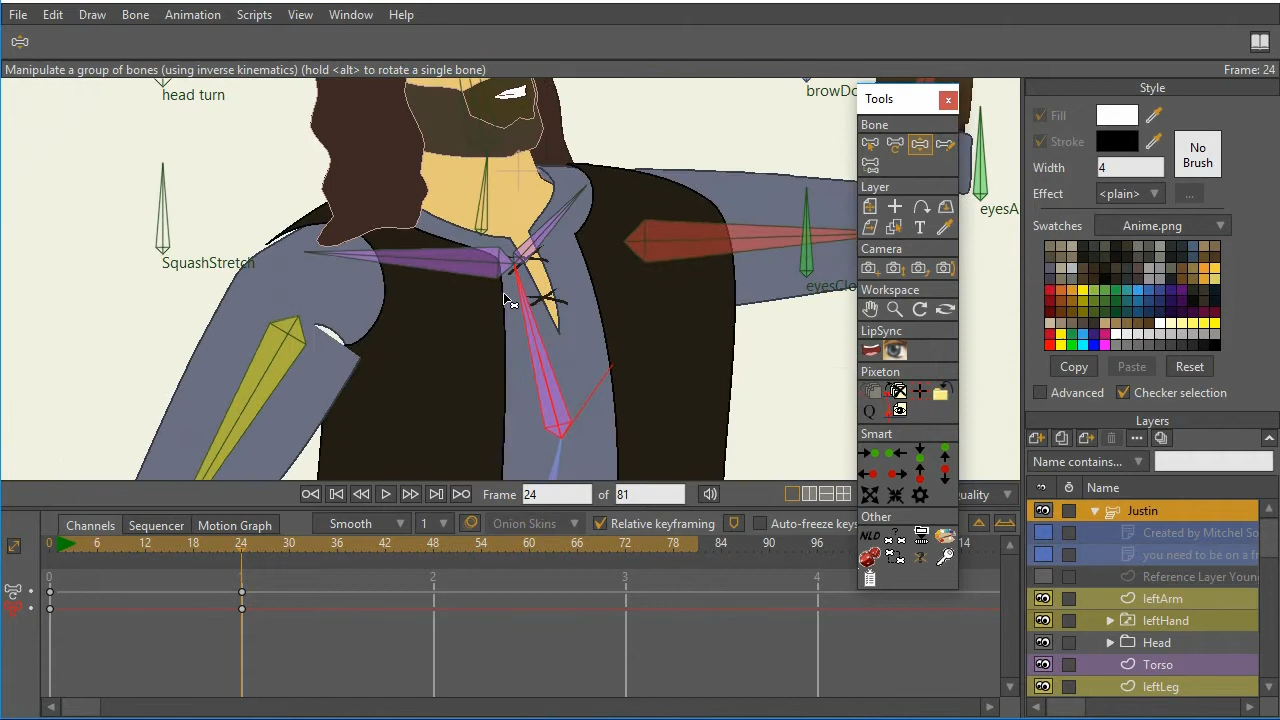 File Edit Draw Bone Animation Scripts View Window Help
Manipulate a group of bones (using inverse kinematics) (hold <alt> to rotate a single bone) Frame: 24
head turn
SquashStretch
browDo
eyesA
eyesClo
Tools
Bone
Layer
T
Camera
Workspace
LipSync
Pixeton
Q
Smart
Other
NLD
Style
Fill
Stroke
No
Brush
Width 4
Effect <plain> ...
Swatches Anime.png
Copy Paste Reset
Advanced Checker selection
Layers
Name contains...
Name
Justin
Created by Mitchel So
you need to be on a fr
Reference Layer Youn
leftArm
leftHand
Head
Torso
leftLeg
Frame 24 of 81 uality
Channels Sequencer Motion Graph Smooth 1 Onion Skins Relative keyframing Auto-freeze keys
0 6 12 18 24 30 36 42 48 54 60 66 72 78 84 90 96 14
0 1 2 3 4